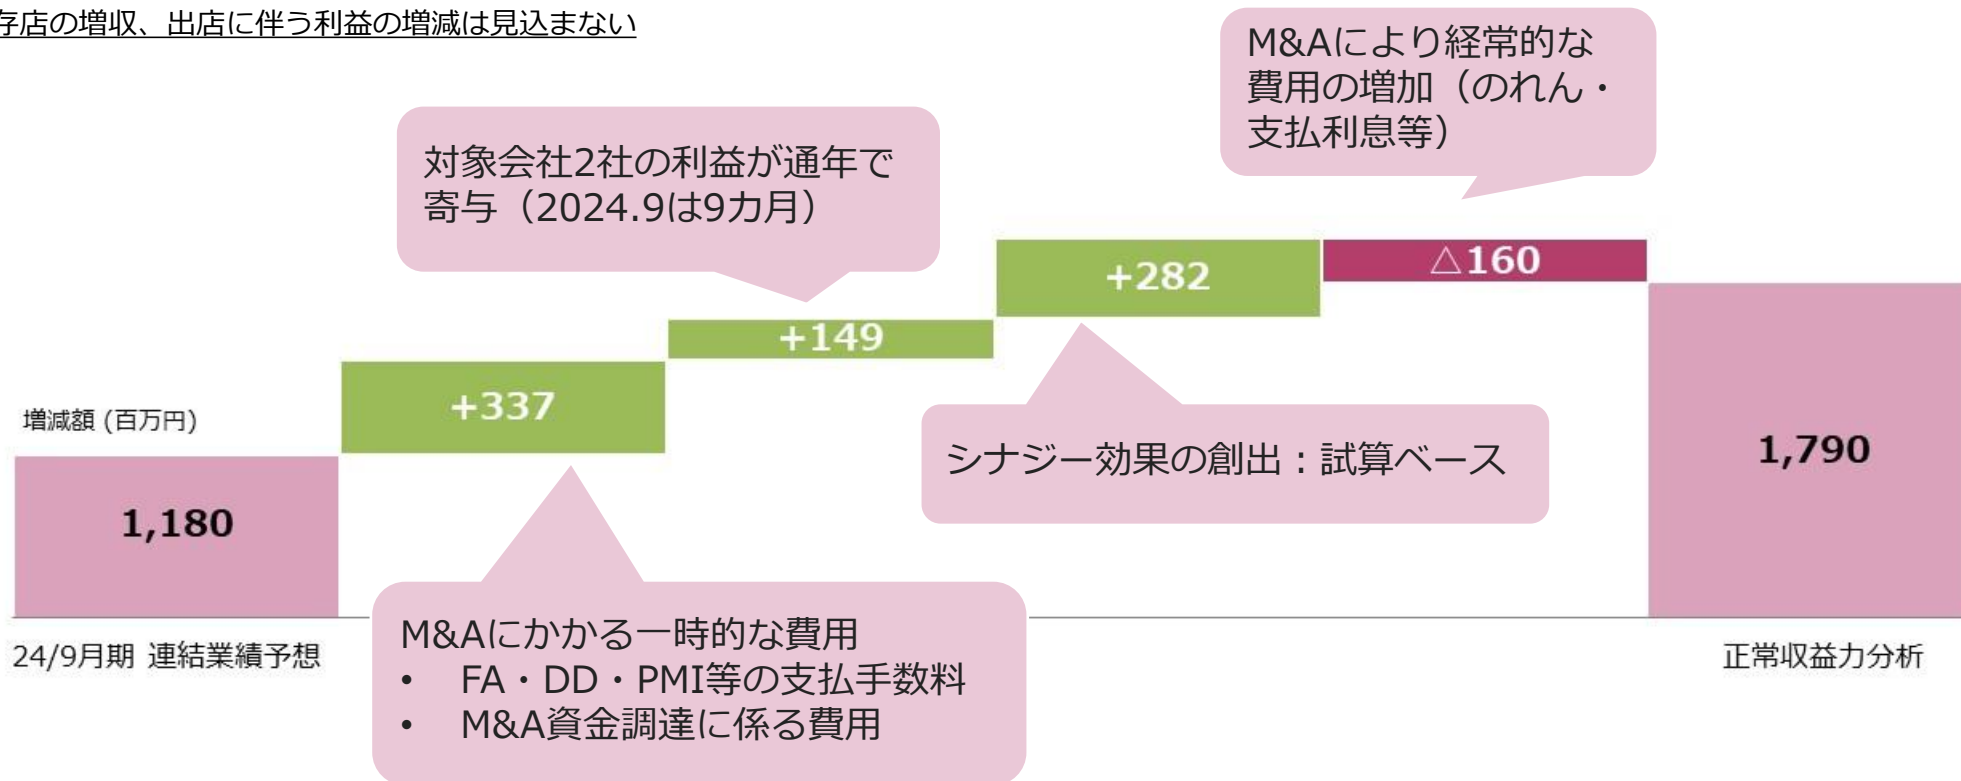 存店の増収、出店に伴う利益の増減は見込まない
M&Aにより経常的な
費用の増加（のれん・
支払利息等）
対象会社2社の利益が通年で
寄与（2024.9は9カ月）
+282
△160
+149
+337
増減額 (百万円)
シナジー効果の創出：試算ベース
1,790
1,180
M&Aにかかる一時的な費用
• FA・DD・PMI等の支払手数料
• M&A資金調達に係る費用
24/9月期 連結業績予想
正常収益力分析